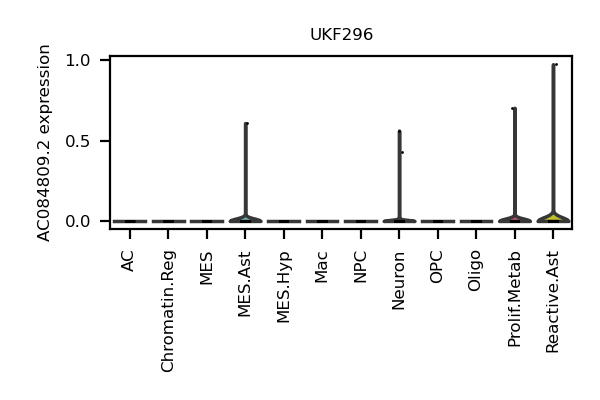 UKF296
AC084809.2 expression
1.0
0.5
0.0
AC
Chromatin.Reg
MES
MES.Ast
MES.Hyp
Mac
NPC
Neuron
OPC
Oligo
Prolif.Metab
Reactive.Ast